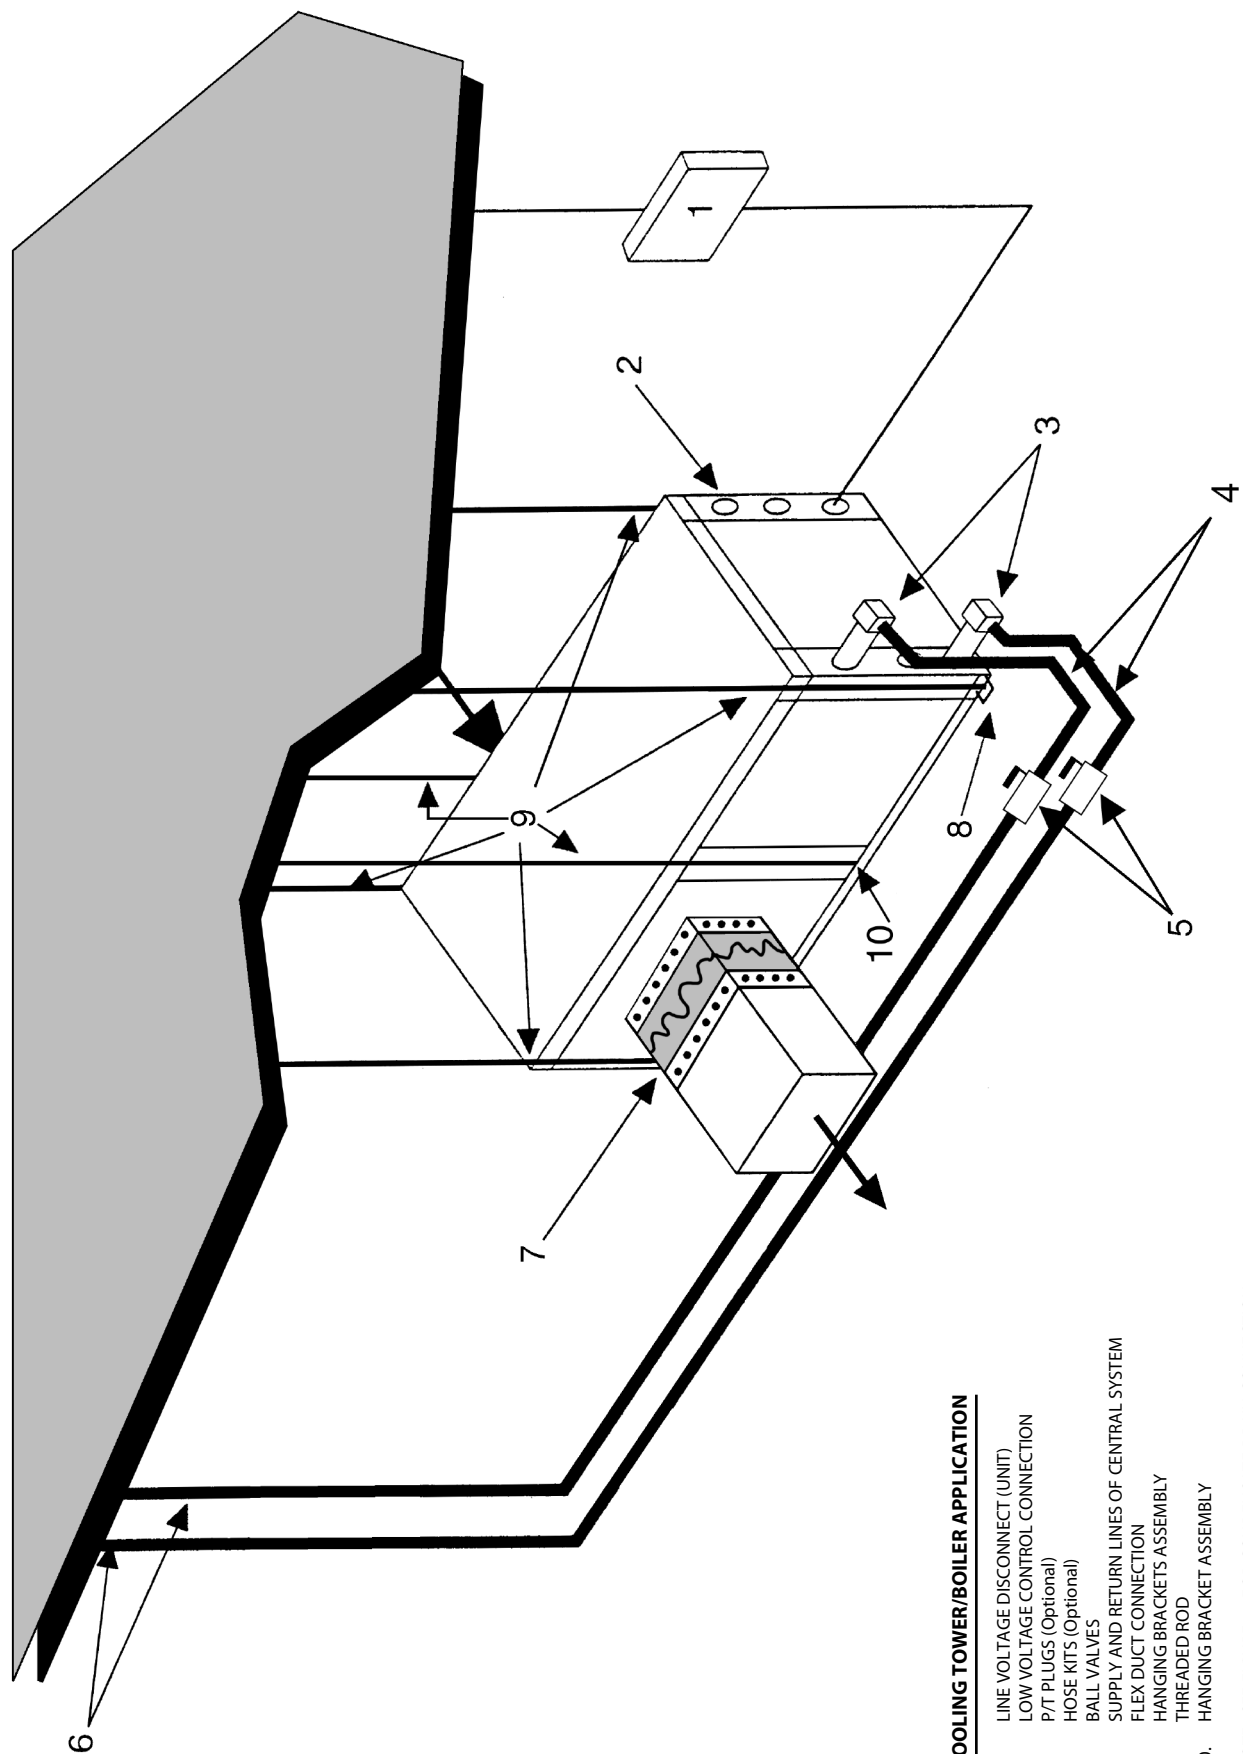 1
2
3
4
5
6
7
8
9
10
OOLING TOWER/BOILER APPLICATION
LINE VOLTAGE DISCONNECT (UNIT)
LOW VOLTAGE CONTROL CONNECTION
P/T PLUGS (Optional)
HOSE KITS (Optional)
BALL VALVES
SUPPLY AND RETURN LINES OF CENTRAL SYSTEM
FLEX DUCT CONNECTION
HANGING BRACKETS ASSEMBLY
THREADED ROD
HANGING BRACKET ASSEMBLY